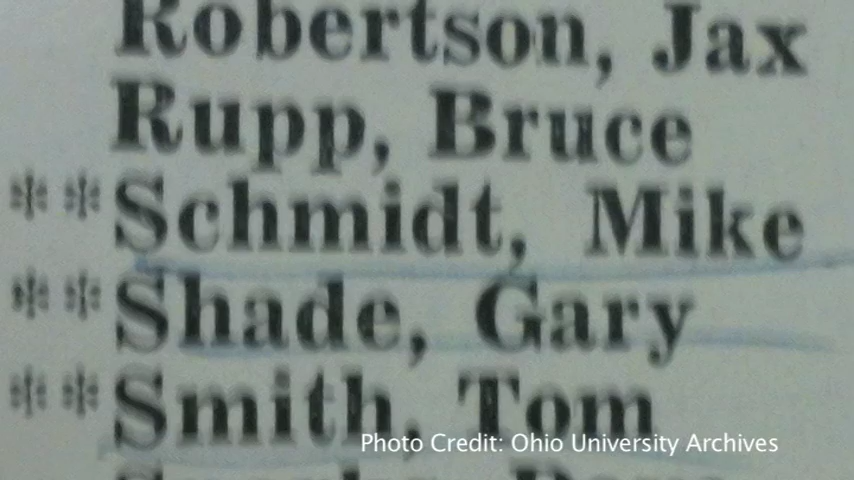 Robertson, Jax
Rupp, Bruce
**Schmidt, Mike
**Shade, Gary
**Smith, Tom
Photo Credit: Ohio University Archives